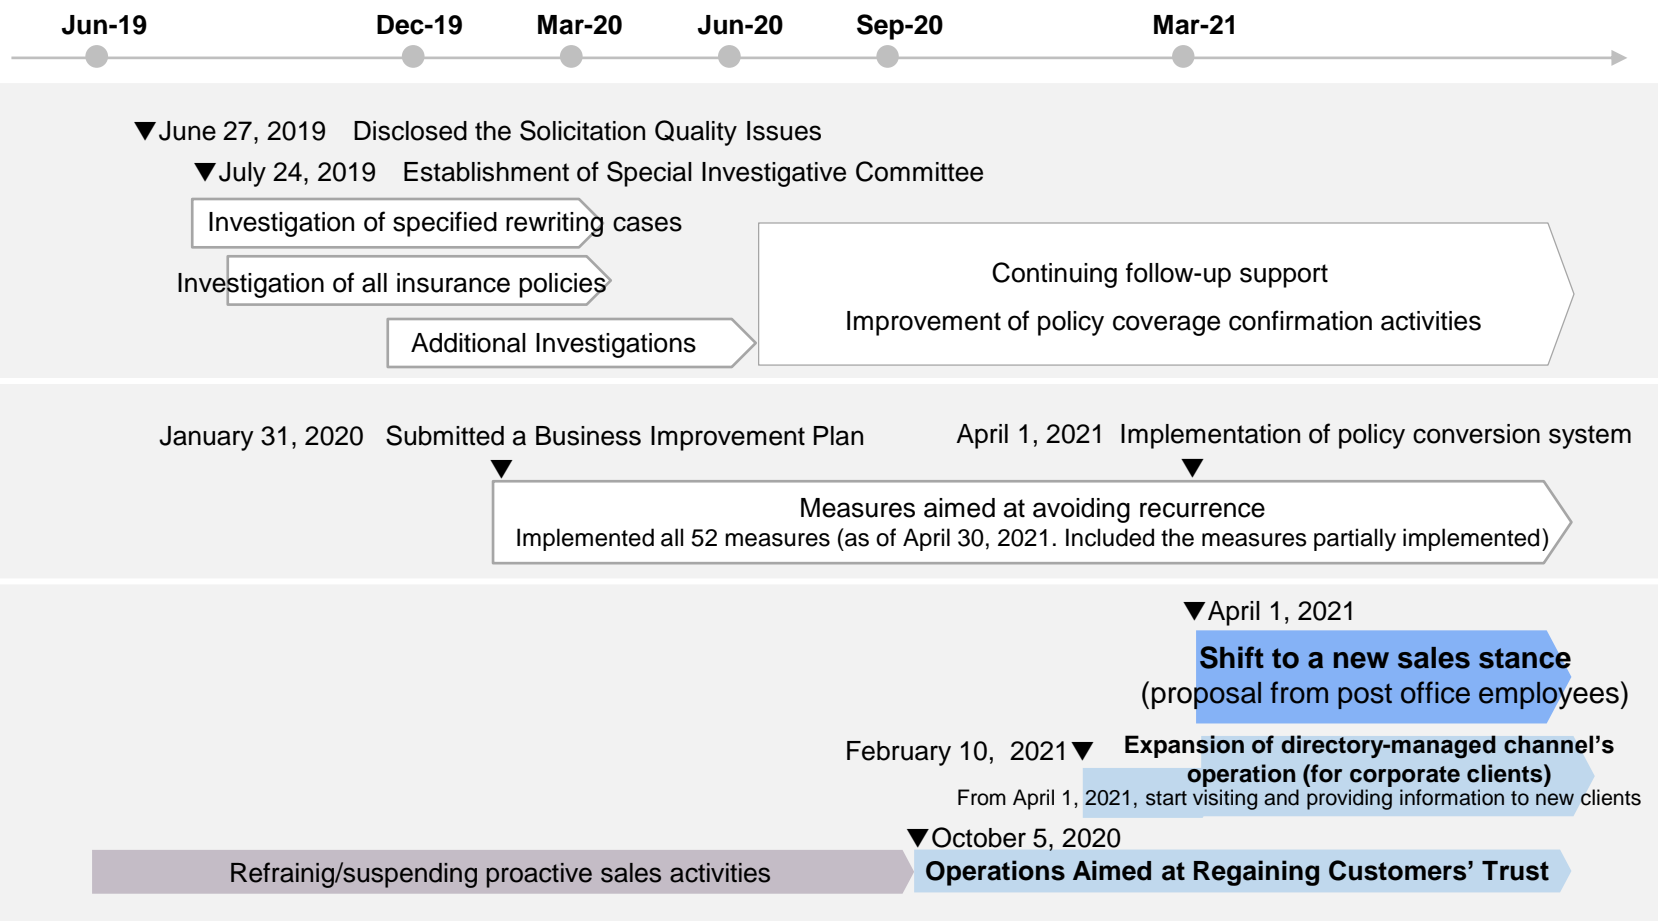 Jun-19 Dec-19 Mar-20 Jun-20 Sep-20 Mar-21
▼June 27, 2019 Disclosed the Solicitation Quality Issues
▼July 24, 2019 Establishment of Special Investigative Committee
Investigation of specified rewriting cases
Investigation of all insurance policies
Additional Investigations
Continuing follow-up support
Improvement of policy coverage confirmation activities
January 31, 2020 Submitted a Business Improvement Plan
▼
April 1, 2021 Implementation of policy conversion system
▼
Measures aimed at avoiding recurrence
Implemented all 52 measures (as of April 30, 2021. Included the measures partially implemented)
▼April 1, 2021
Shift to a new sales stance
(proposal from post office employees)
February 10, 2021▼
Expansion of directory-managed channel's
operation (for corporate clients)
From April 1, 2021, start visiting and providing information to new clients
▼October 5, 2020
Refrainig/suspending proactive sales activities
Operations Aimed at Regaining Customers' Trust